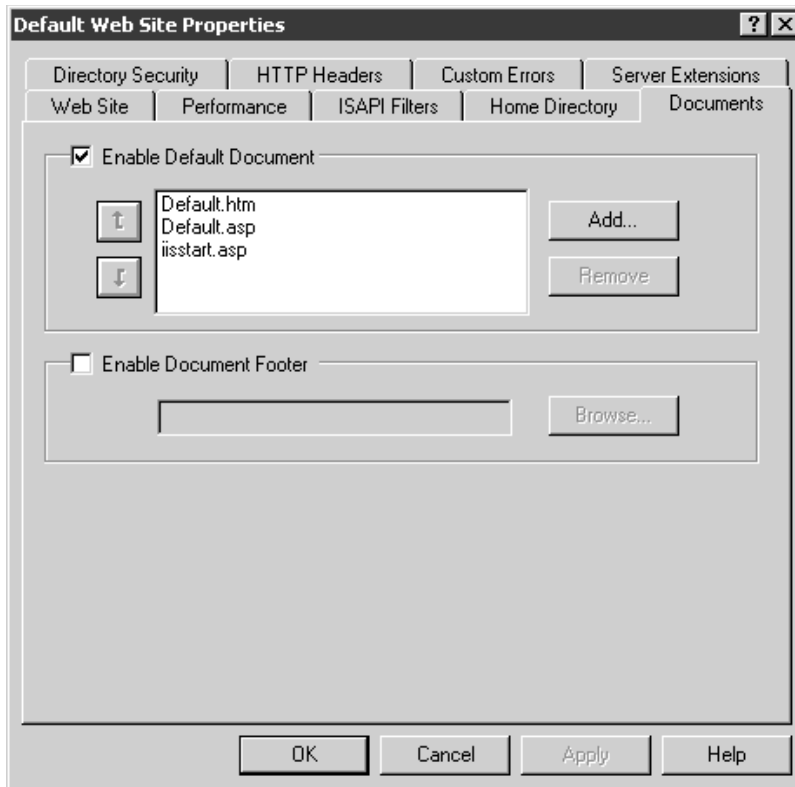 Default Web Site Properties
Directory Security HTTP Headers Custom Errors Server Extensions
Web Site Performance ISAPI Filters Home Directory Documents
Enable Default Document
Default.htm
Default.asp
iisstart.asp
Add...
Remove
Enable Document Footer
Browse...
OK Cancel Apply Help